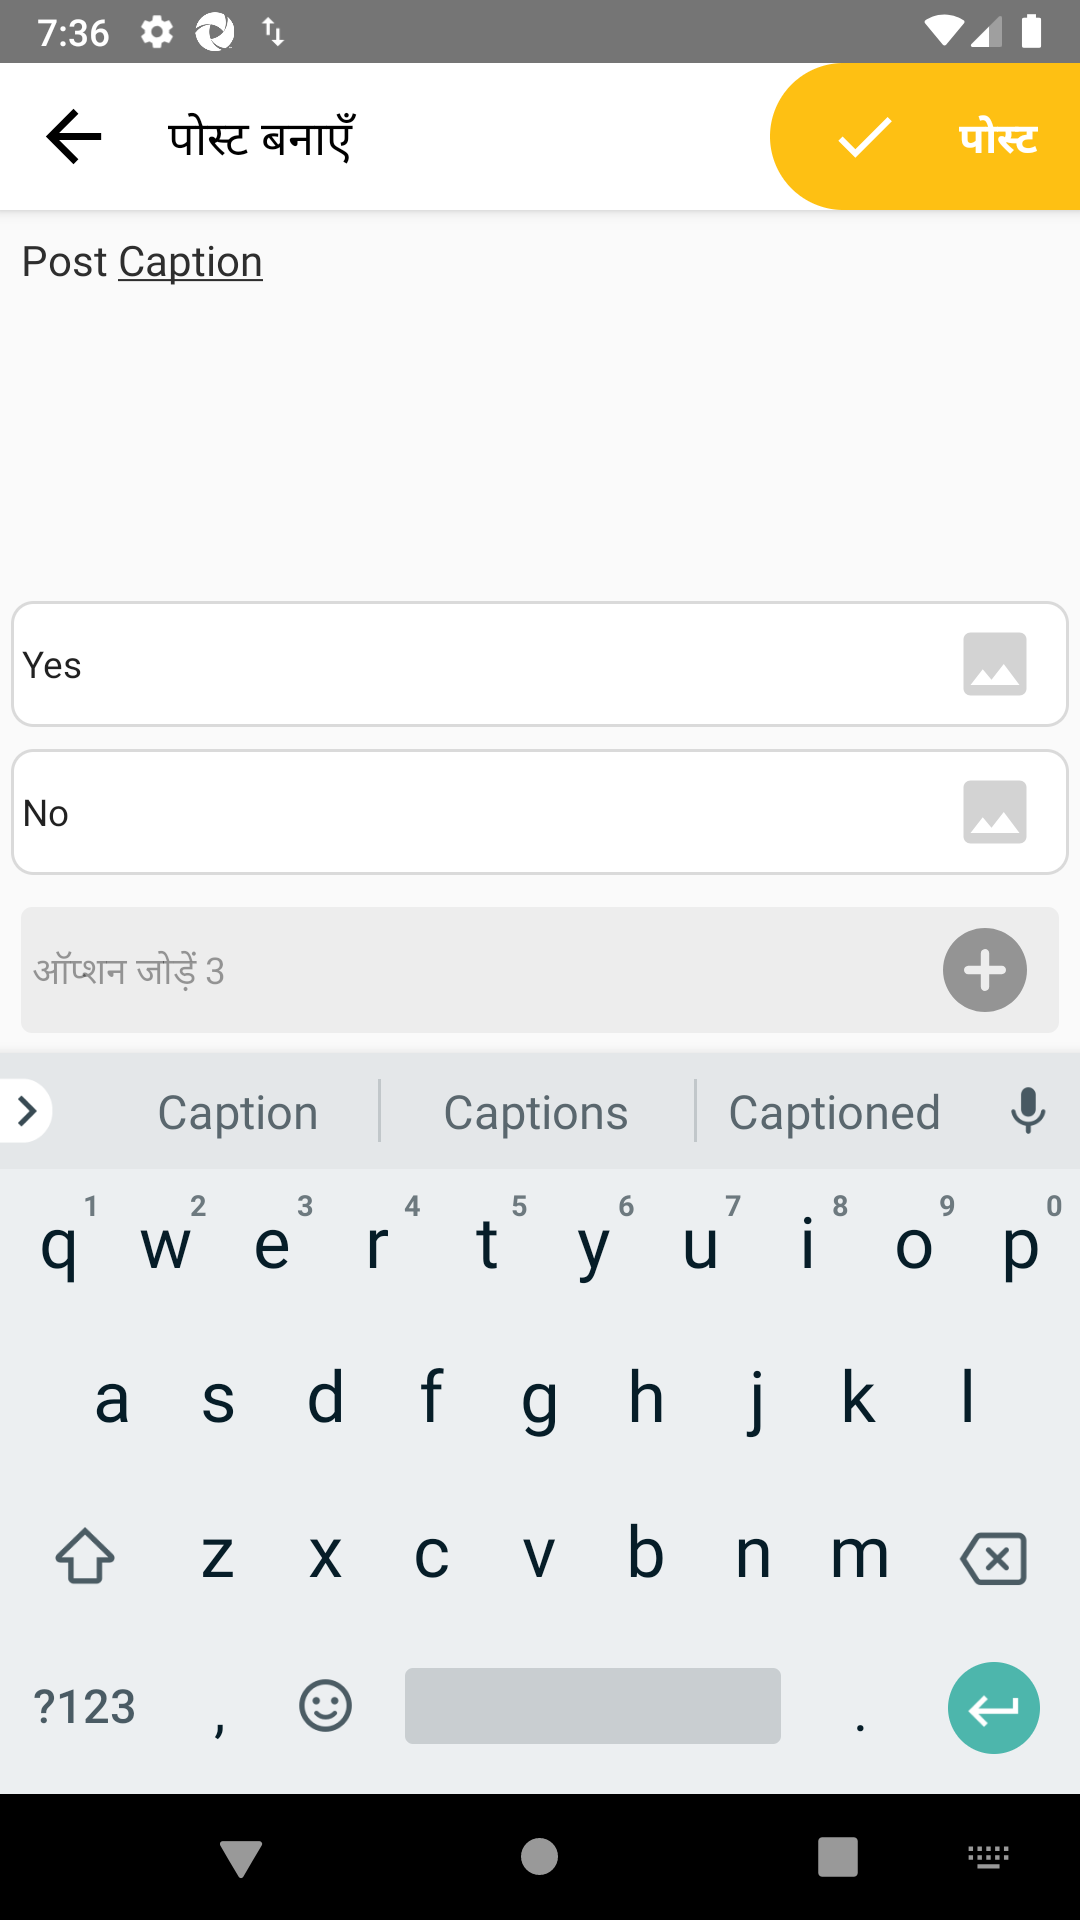 7:36
पोस्ट बनाएँ
पोस्ट
Post Caption
Yes
No
ऑप्शन जोड़ें 3
Caption Captions Captioned
1 2 3 4 5 6 7 8 9 0
q w e r t y u i o p
a s d f g h j k l
z x c v b n m
?123 , .